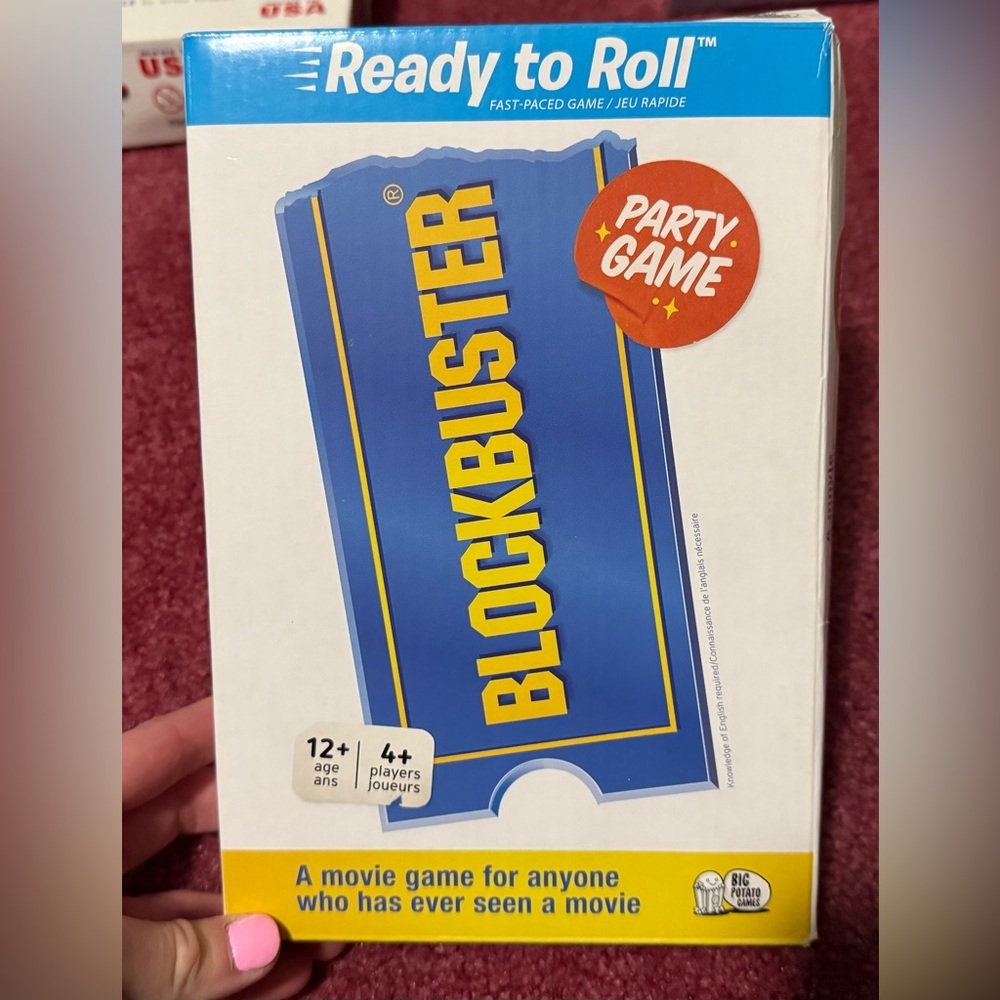 USA
US
Ready to Roll™
FAST-PACED GAME / JEU RAPIDE
BLOCKBUSTER®
PARTY
GAME
12+
age
ans
4+
players
joueurs
Knowledge of English required/Connaissance de l'anglais nécessaire
A movie game for anyone
who has ever seen a movie
BIG
POTATO
GAMES